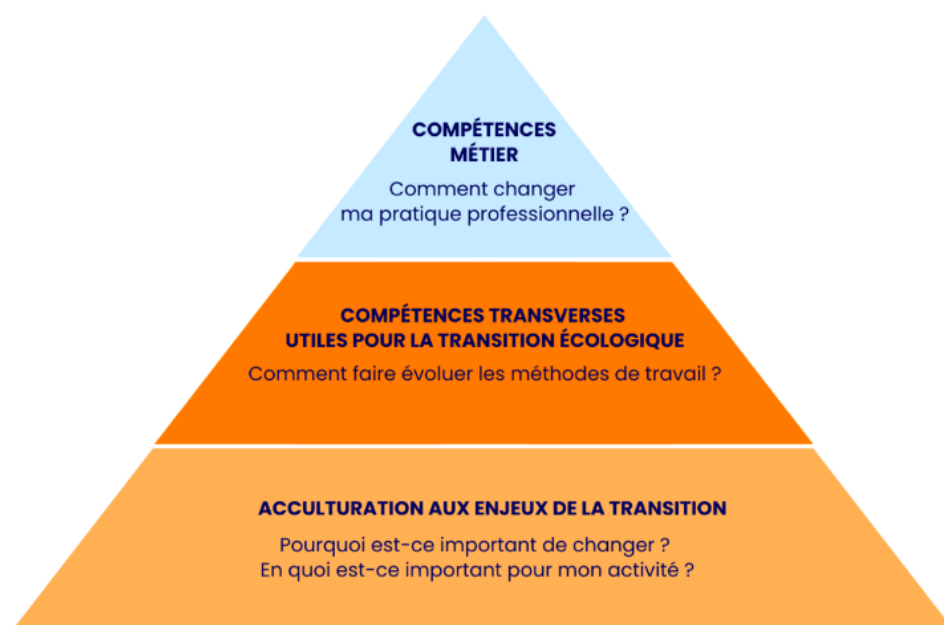 COMPÉTENCES
MÉTIER
Comment changer
ma pratique professionnelle ?
COMPÉTENCES TRANSVERSES
UTILES POUR LA TRANSITION ÉCOLOGIQUE
Comment faire évoluer les méthodes de travail ?
ACCULTURATION AUX ENJEUX DE LA TRANSITION
Pourquoi est-ce important de changer ?
En quoi est-ce important pour mon activité ?